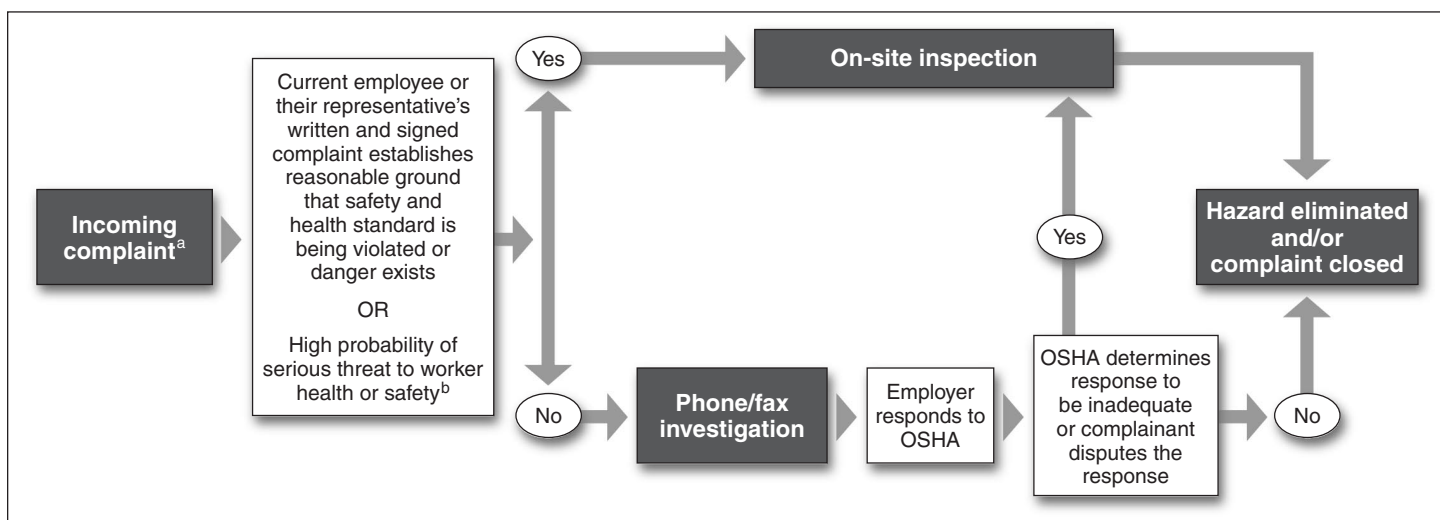 Incoming
complaintᵃ
Current employee or
their representative's
written and signed
complaint establishes
reasonable ground
that safety and
health standard is
being violated or
danger exists
OR
High probability of
serious threat to worker
health or safetyᵇ
Yes
On-site inspection
No
Phone/fax
investigation
Employer
responds to
OSHA
OSHA determines
response to
be inadequate
or complainant
disputes the
response
Yes
No
Hazard eliminated
and/or
complaint closed